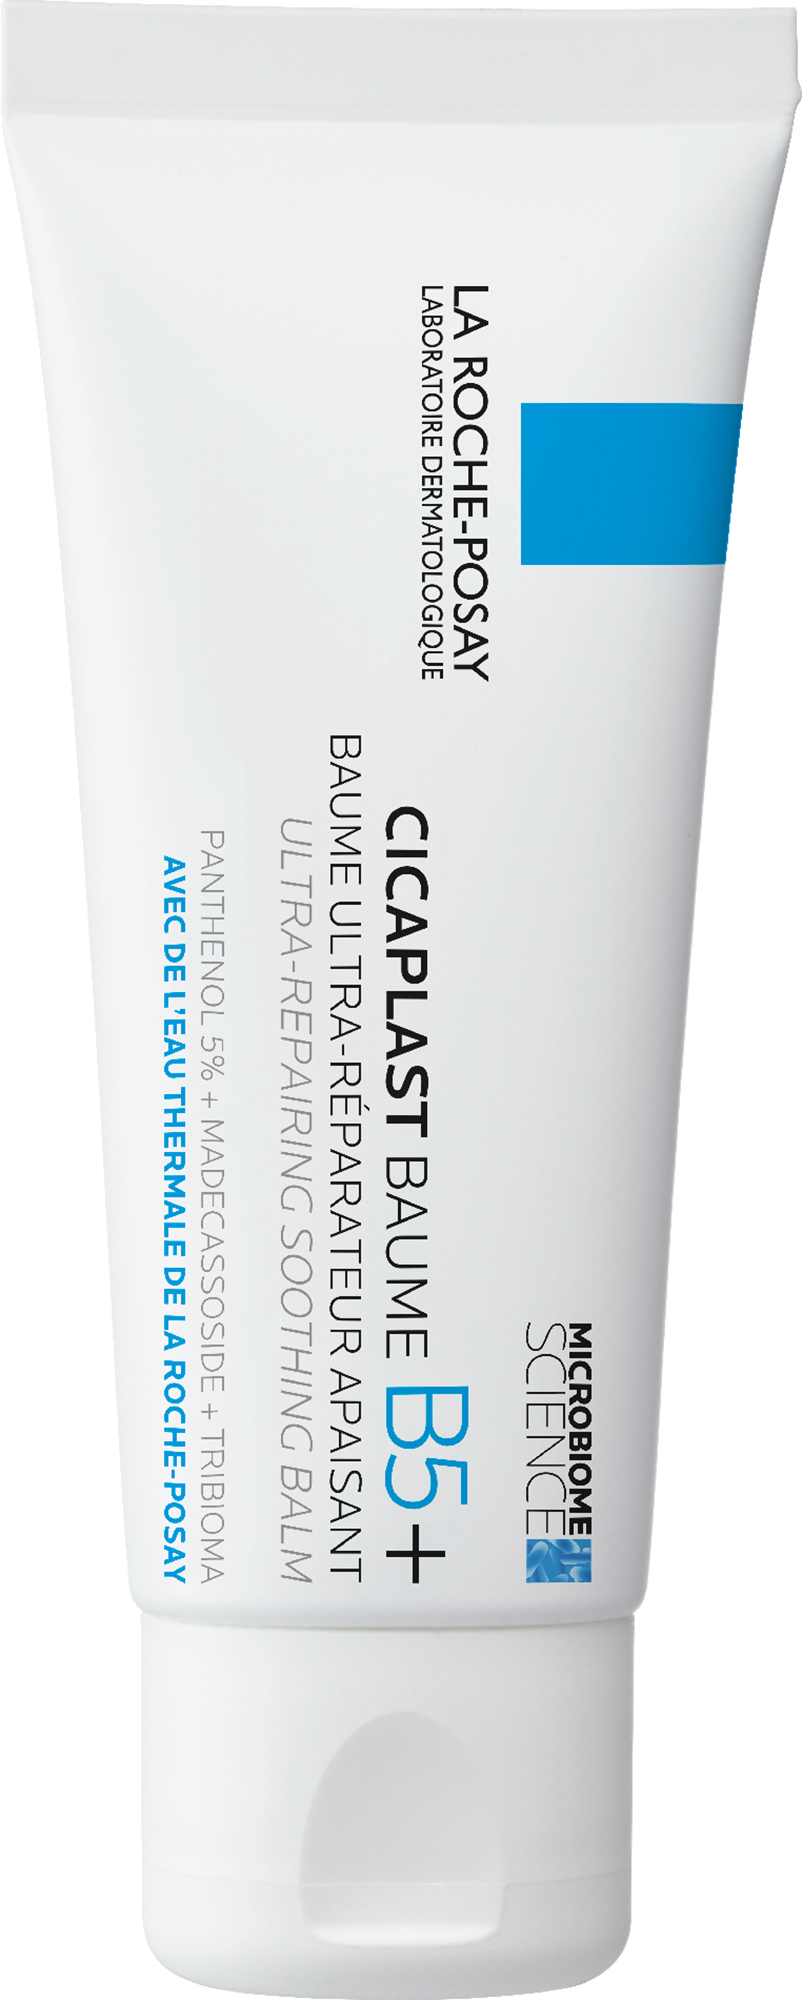 LA ROCHE-POSAY
LABORATOIRE DERMATOLOGIQUE
MICROBIOME
SCIENCE
CICAPLAST BAUME B5+
BAUME ULTRA-RÉPARATEUR APAISANT
ULTRA-REPAIRING SOOTHING BALM
PANTHENOL 5% + MADECASSOSIDE + TRIBIOMA
AVEC DE L'EAU THERMALE DE LA ROCHE-POSAY